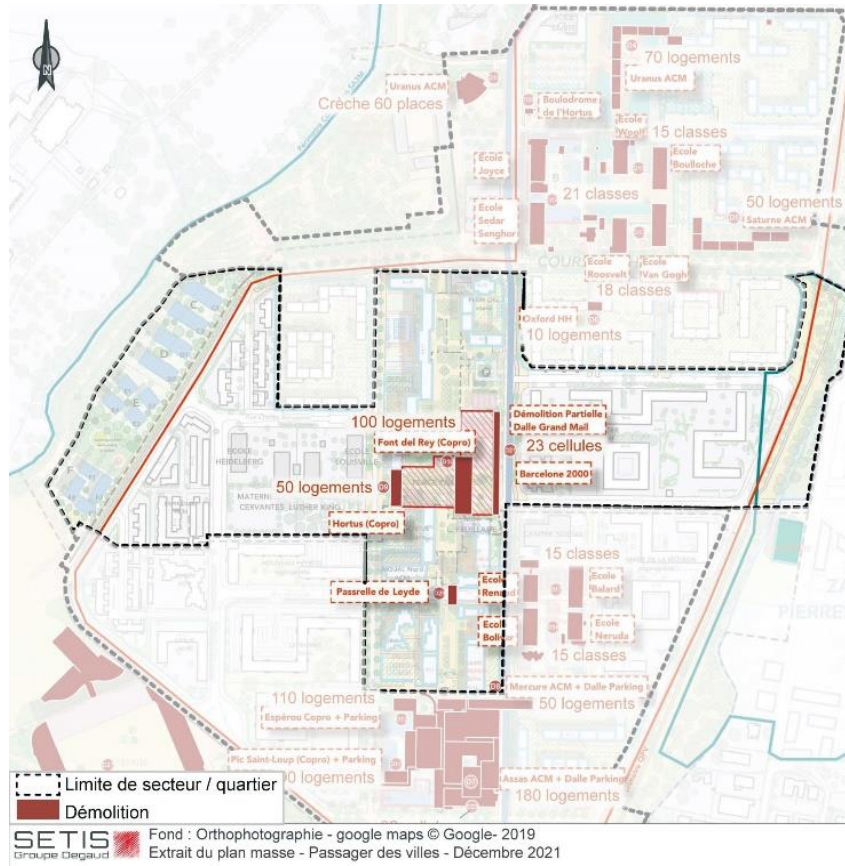 N
Uranus ACM
Crèche 60 places
70 logements
Uranus ACM
Boulodrome
de l'Hortus
Ecole
Woolf
15 classes
Ecole
Boulloche
Ecole
Joyce
21 classes
Ecole
Sedar
Senghor
50 logements
Saturne ACM
Ecole
Roosvelt
Ecole
Van Gogh
18 classes
Oxford HH
10 logements
C
D
E
F
100 logements
Font del Rey (Copro)
Démolition Partielle
Dalle Grand Mail
23 cellules
Barcelone 2000
ECOLE
HEIDELBERG
ECOLE
LOUISVILLE
50 logements
MATERN
CERVANTES
LUTHER KING
Hortus (Copro)
Passrelle de Leyde
15 classes
Ecole
Renaud
Ecole
Balard
Ecole
Bolivar
Ecole
Neruda
15 classes
PIERRE
110 logements
Mercure ACM + Dalle Parking
50 logements
Espérou Copro + Parking
Pic Saint-Loup (Copro) + Parking
Assas ACM + Dalle Parking
180 logements
Limite de secteur / quartier
Démolition
SETIS
Groupe Degaud
Fond : Orthophotographie - google maps © Google- 2019
Extrait du plan masse - Passager des villes - Décembre 2021